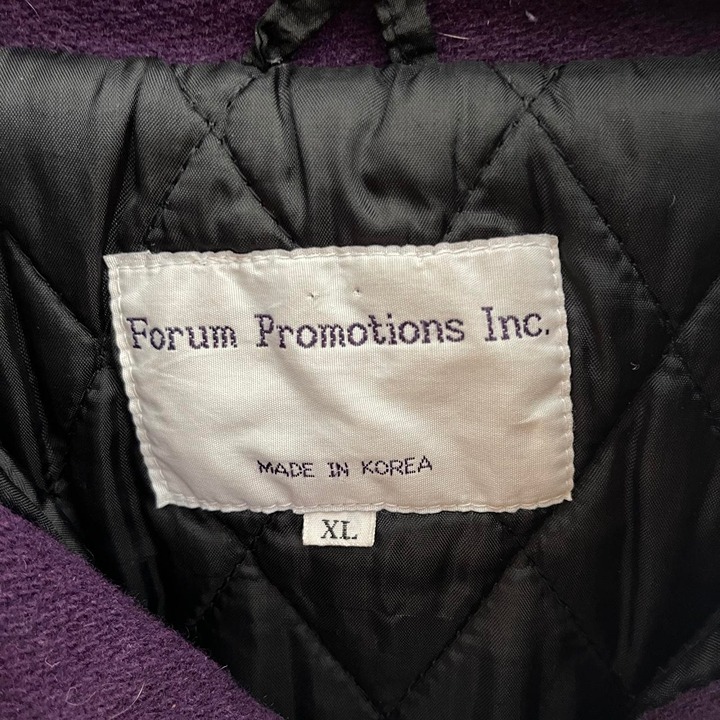 Forum Promotions Inc.
MADE IN KOREA
XL